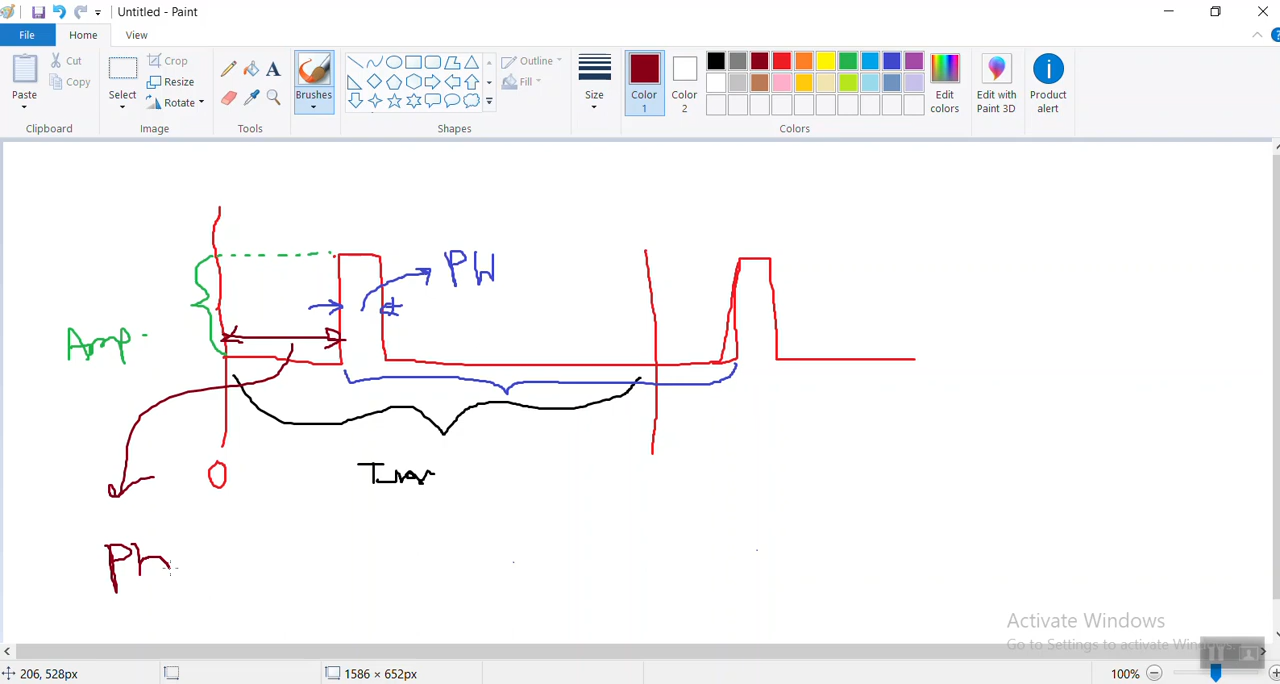 Untitled - Paint
File Home View
Paste
Cut
Copy
Clipboard
Select
Crop
Resize
Rotate
Image
A
Tools
Brushes
Outline
Fill
Shapes
Size
Color 1
Color 2
Edit colors
Colors
Edit with Paint 3D
Product alert
PW
Amp
0
Ph
Activate Windows
Go to Settings to activate Windows.
206, 528px
1586 × 652px
100%